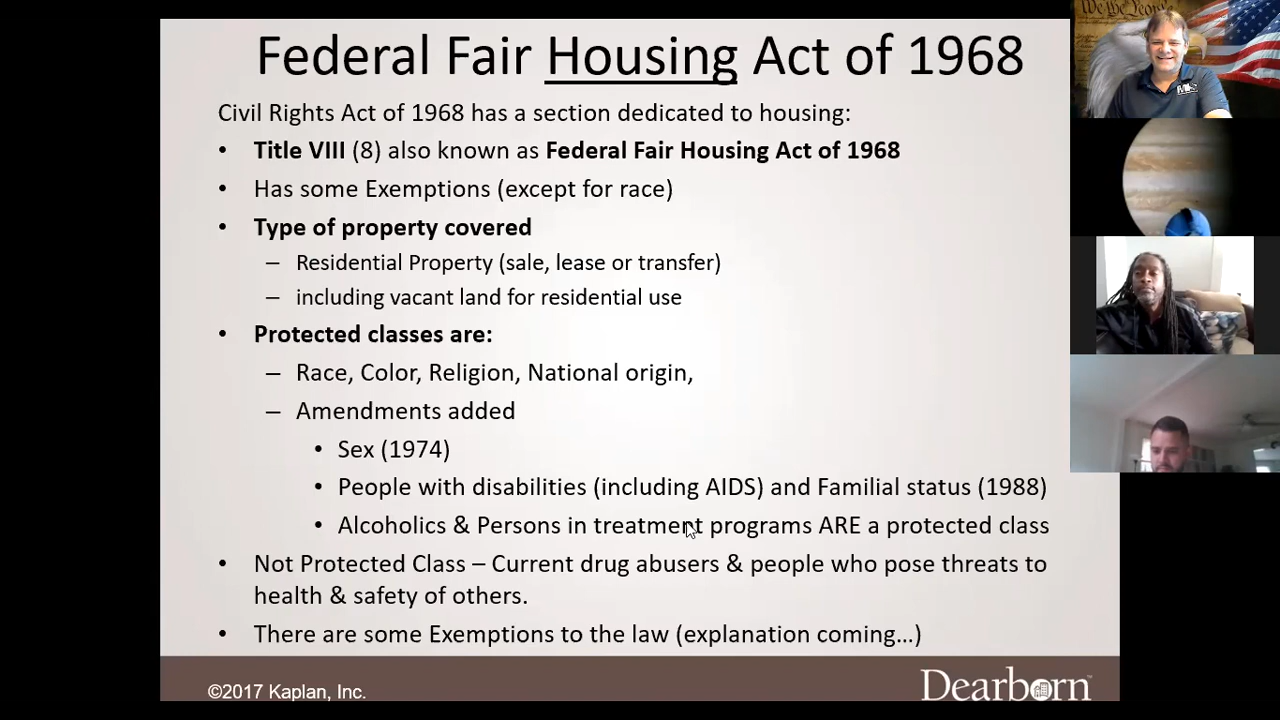 We the People
Federal Fair Housing Act of 1968
Civil Rights Act of 1968 has a section dedicated to housing:
• Title VIII (8) also known as Federal Fair Housing Act of 1968
• Has some Exemptions (except for race)
• Type of property covered
– Residential Property (sale, lease or transfer)
– including vacant land for residential use
• Protected classes are:
– Race, Color, Religion, National origin,
– Amendments added
• Sex (1974)
• People with disabilities (including AIDS) and Familial status (1988)
• Alcoholics & Persons in treatment programs ARE a protected class
• Not Protected Class – Current drug abusers & people who pose threats to
health & safety of others.
• There are some Exemptions to the law (explanation coming…)
©2017 Kaplan, Inc.
Dearborn™